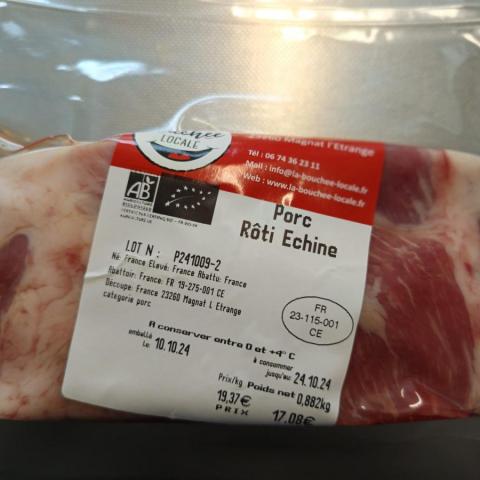 LOCALE
23260 Magnat l'Etrange
Tél : 06 74 36 23 11
Mail : info@la-bouchee-locale.fr
Web : www.la-bouchee-locale.fr
AB
Porc
Rôti Echine
LOT N : P241009-2
Né: France Elevé: France Abattu: France
Abattoir: France: FR 19-275-001 CE
Découpe: France 23260 Magnat L Etrange
categorie porc
FR
23-115-001
CE
A conserver entre 0 et +4° C
emballé
Le: 10.10.24
à consommer
jusqu'au: 24.10.24
Prix/kg Poids net 0,882kg
19,37€
PRIX 17,08€